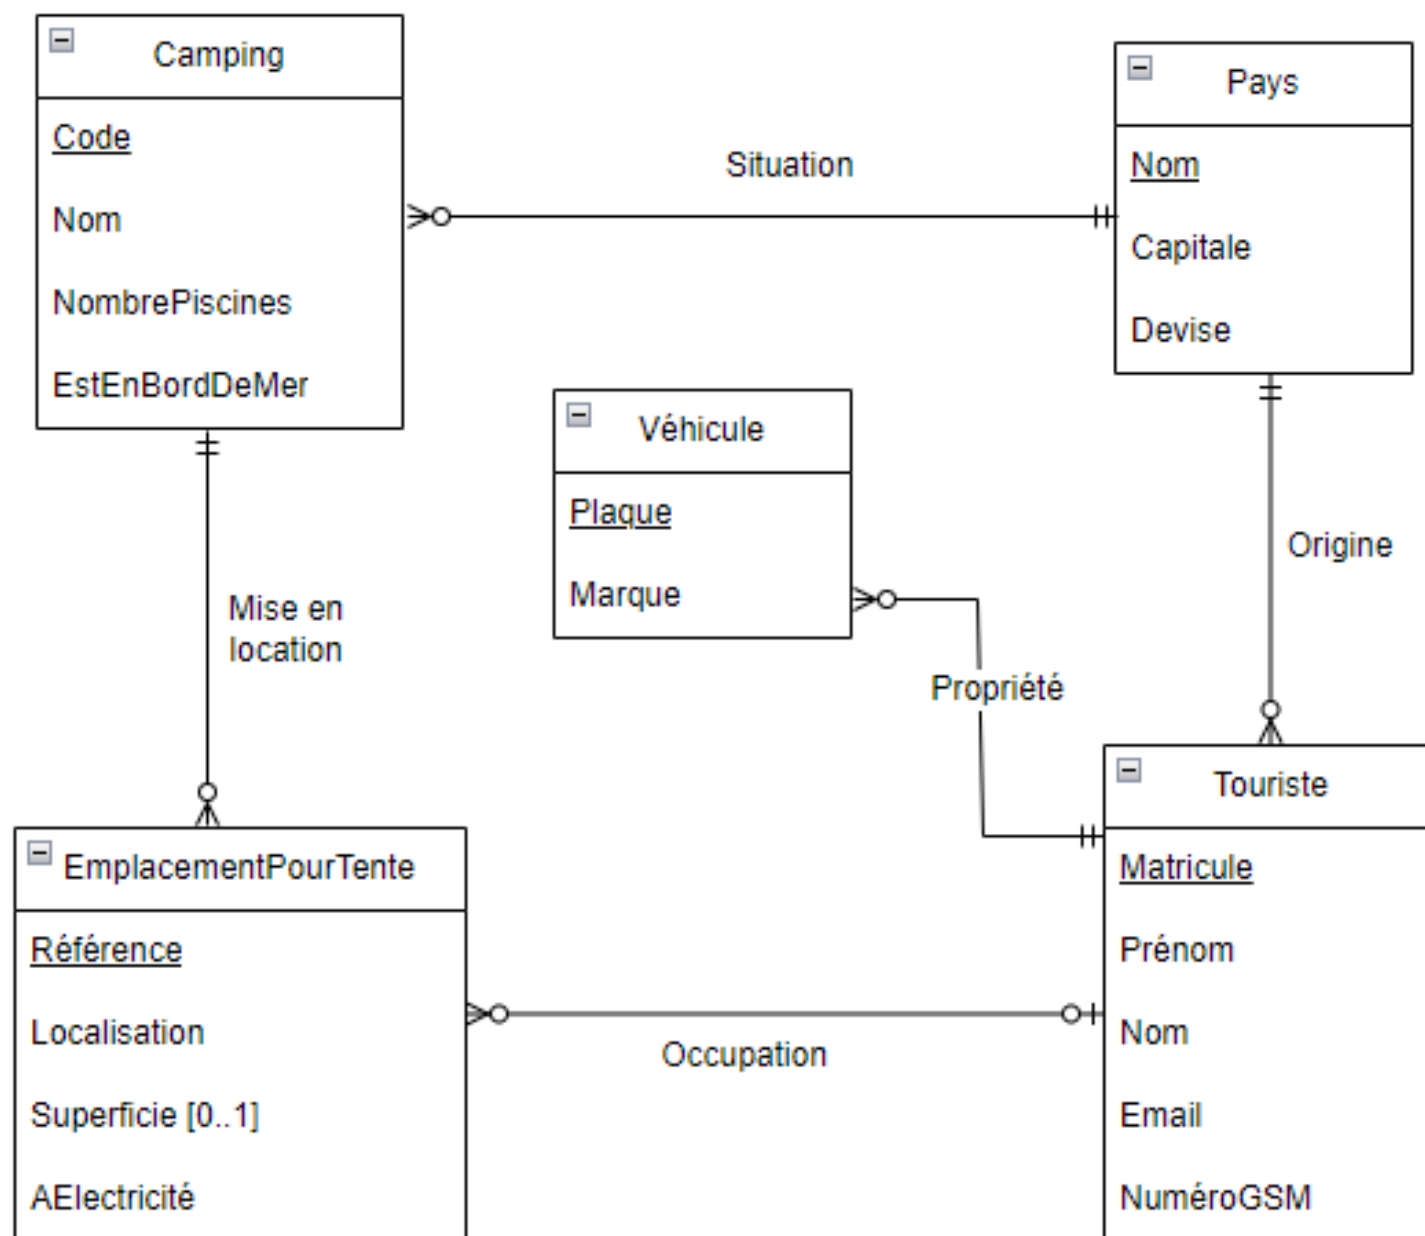 Camping
Code
Nom
NombrePiscines
EstEnBordDeMer
Situation
Pays
Nom
Capitale
Devise
Véhicule
Plaque
Marque
Origine
Mise en
location
Propriété
Touriste
Matricule
Prénom
Nom
Email
NuméroGSM
EmplacementPourTente
Référence
Localisation
Superficie [0..1]
AElectricité
Occupation